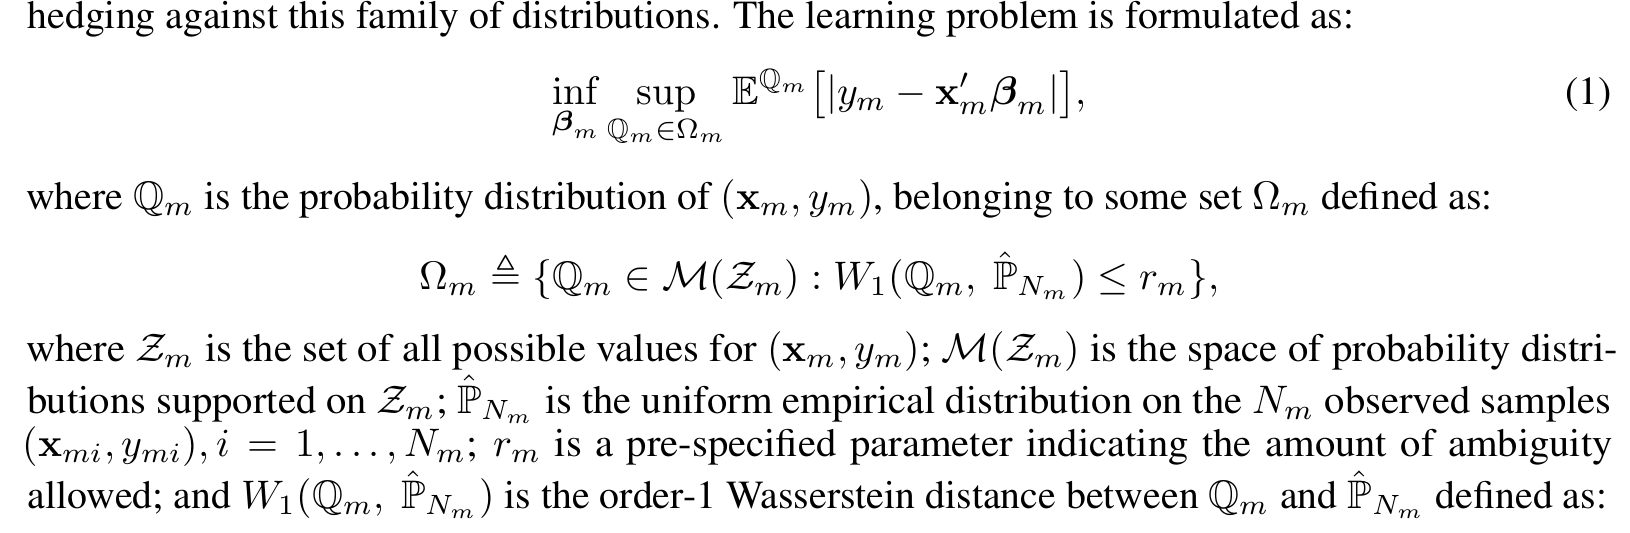 hedging against this family of distributions. The learning problem is formulated as:
$$\inf_{\boldsymbol{\beta}_m} \sup_{\mathbb{Q}_m \in \Omega_m} \mathbb{E}^{\mathbb{Q}_m} \big[ |y_m - \mathbf{x}_m' \boldsymbol{\beta}_m| \big], \quad (1)$$
where $\mathbb{Q}_m$ is the probability distribution of $(\mathbf{x}_m, y_m)$, belonging to some set $\Omega_m$ defined as:
$$\Omega_m \triangleq \{ \mathbb{Q}_m \in \mathcal{M}(\mathcal{Z}_m) : W_1(\mathbb{Q}_m, \hat{\mathbb{P}}_{N_m}) \leq r_m \},$$
where $\mathcal{Z}_m$ is the set of all possible values for $(\mathbf{x}_m, y_m)$; $\mathcal{M}(\mathcal{Z}_m)$ is the space of probability distri-
butions supported on $\mathcal{Z}_m$; $\hat{\mathbb{P}}_{N_m}$ is the uniform empirical distribution on the $N_m$ observed samples
$(\mathbf{x}_{mi}, y_{mi}), i = 1, \ldots, N_m$; $r_m$ is a pre-specified parameter indicating the amount of ambiguity
allowed; and $W_1(\mathbb{Q}_m, \hat{\mathbb{P}}_{N_m})$ is the order-1 Wasserstein distance between $\mathbb{Q}_m$ and $\hat{\mathbb{P}}_{N_m}$ defined as: